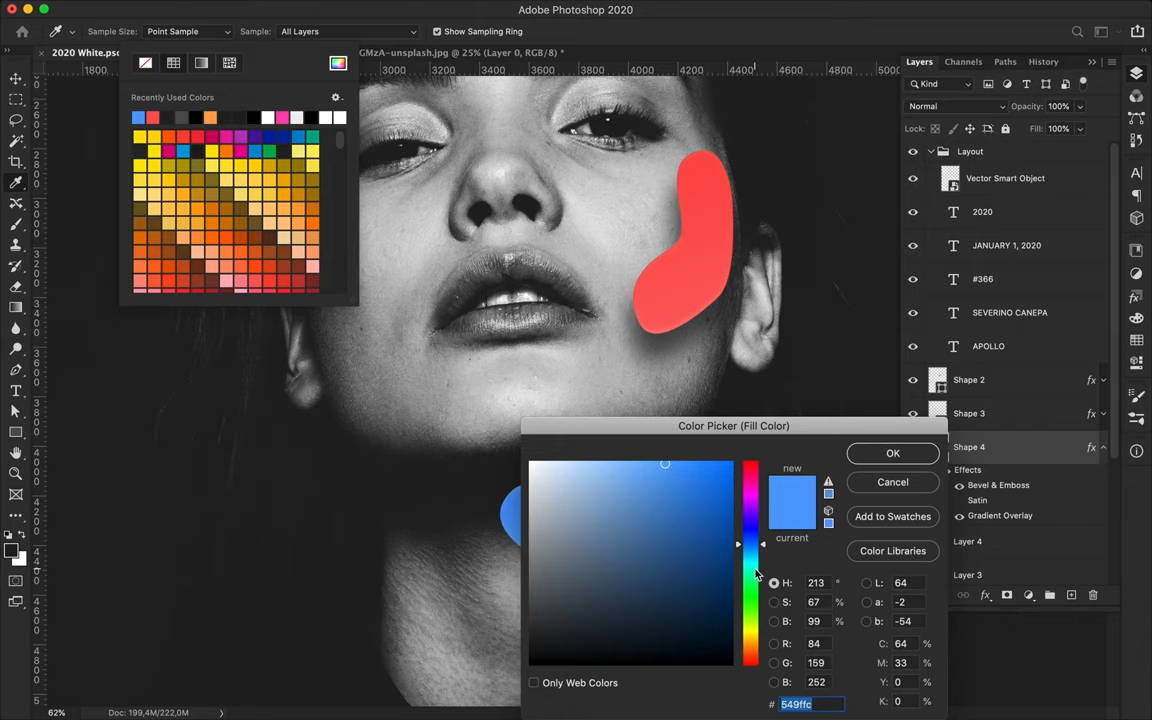 Adobe Photoshop 2020
Sample Size: Point Sample Sample: All Layers Show Sampling Ring
2020 White.psd
GMzA-unsplash.jpg @ 25% (Layer 0, RGB/8) *
1800 3000 3200 3400 3600 3800 4000 4200 4400 4600 4800 5000
Recently Used Colors
Layers Channels Paths History
Kind
Normal Opacity: 100%
Lock: Fill: 100%
Layout
Vector Smart Object
2020
JANUARY 1, 2020
#366
SEVERINO CANEPA
APOLLO
Shape 2 fx
Shape 3
Shape 4 fx
Effects
Bevel & Emboss
Satin
Gradient Overlay
Layer 4
Layer 3
Color Picker (Fill Color)
new
current
OK
Cancel
Add to Swatches
Color Libraries
H: 213 ° L: 64
S: 67 % a: -2
B: 99 % b: -54
R: 84 C: 64 %
G: 159 M: 33 %
B: 252 Y: 0 %
# 549ffc K: 0 %
Only Web Colors
62% Doc: 199,4M/222,0M